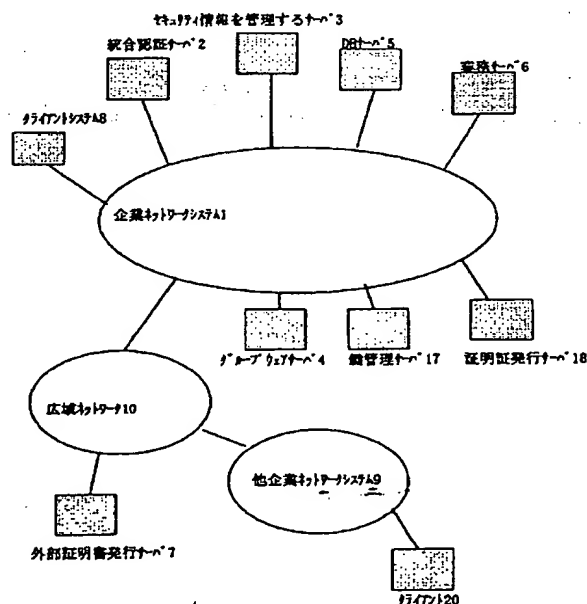 セキュリティ情報を管理するサーバ3
統合認証サーバ2
DBサーバ5
業務サーバ6
クライアントシステム8
企業ネットワークシステム1
グループウェアサーバ4
鍵管理サーバ17
証明証発行サーバ18
広域ネットワーク10
他企業ネットワークシステム9
外部証明書発行サーバ7
クライアント20